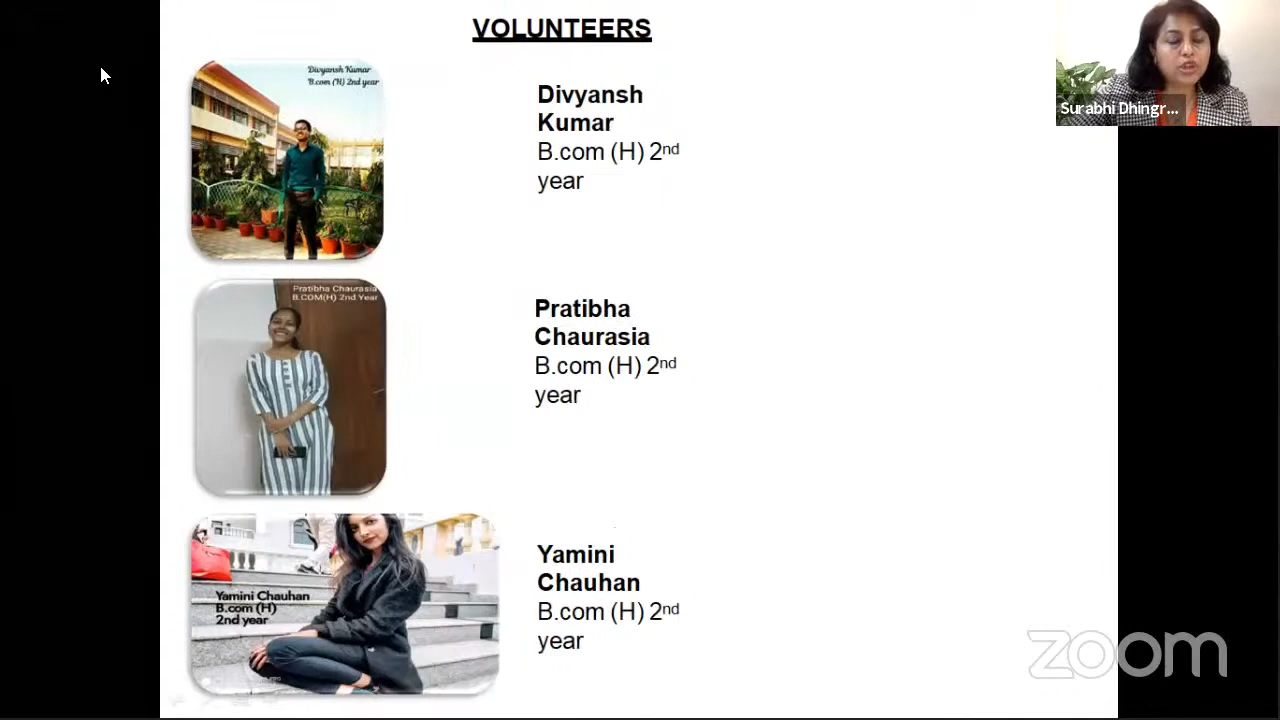 VOLUNTEERS
Surabhi Dhingr...
Divyansh Kumar
B.com (H) 2nd year
Divyansh
Kumar
B.com (H) 2nd
year
Pratibha Chaurasia
B.COM(H) 2nd Year
Pratibha
Chaurasia
B.com (H) 2nd
year
Yamini Chauhan
B.com (H)
2nd year
Yamini
Chauhan
B.com (H) 2nd
year
zoom